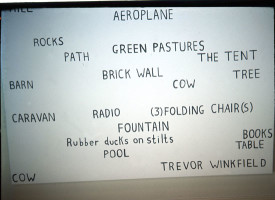 HILL
AEROPLANE
ROCKS
GREEN PASTURES
PATH
THE TENT
BRICK WALL
TREE
BARN
COW
CARAVAN
RADIO
(3)FOLDING CHAIR(S)
FOUNTAIN
BOOKS
Rubber ducks on stilts
TABLE
POOL
TREVOR WINKFIELD
COW